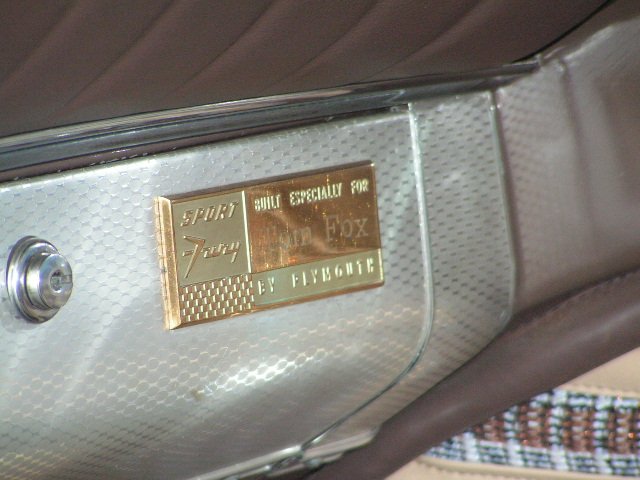 SPORT
Fury
BUILT ESPECIALLY FOR
Fox
BY PLYMOUTH